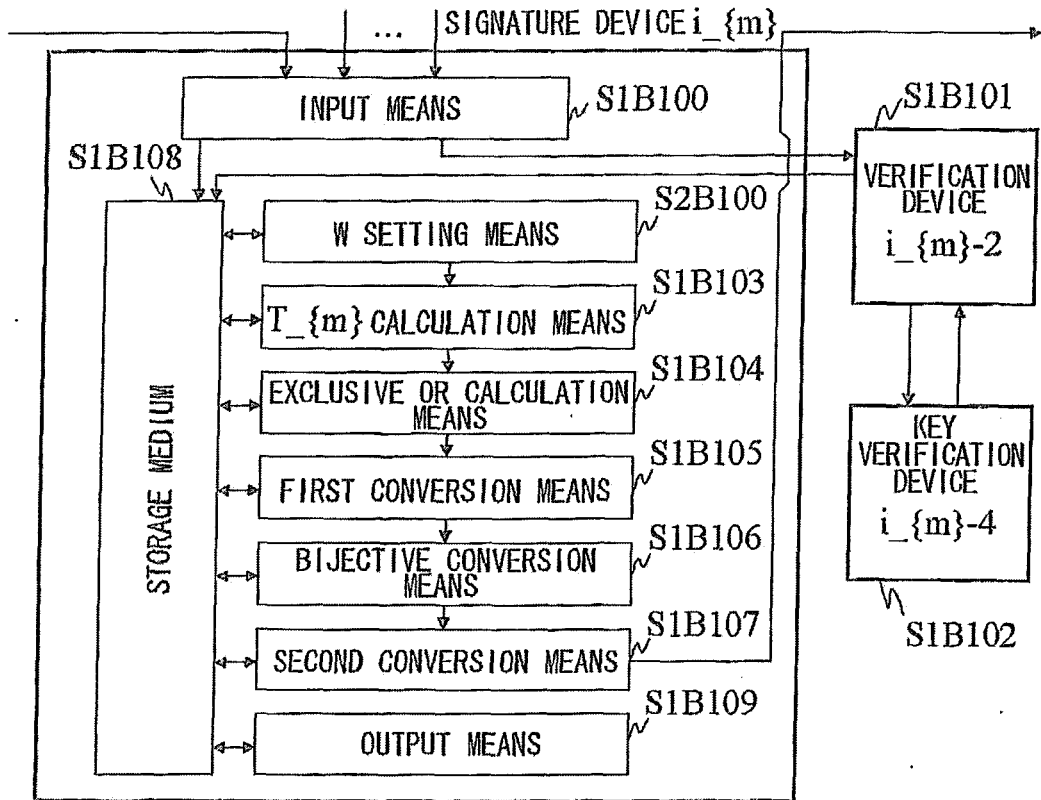 ... SIGNATURE DEVICE i_{m}
INPUT MEANS
S1B100
S1B101
S1B108
VERIFICATION
DEVICE
i_{m}-2
S2B100
W SETTING MEANS
S1B103
T_{m} CALCULATION MEANS
S1B104
EXCLUSIVE OR CALCULATION
MEANS
STORAGE MEDIUM
KEY
VERIFICATION
DEVICE
i_{m}-4
S1B105
FIRST CONVERSION MEANS
S1B106
BIJECTIVE CONVERSION
MEANS
S1B102
S1B107
SECOND CONVERSION MEANS
S1B109
OUTPUT MEANS